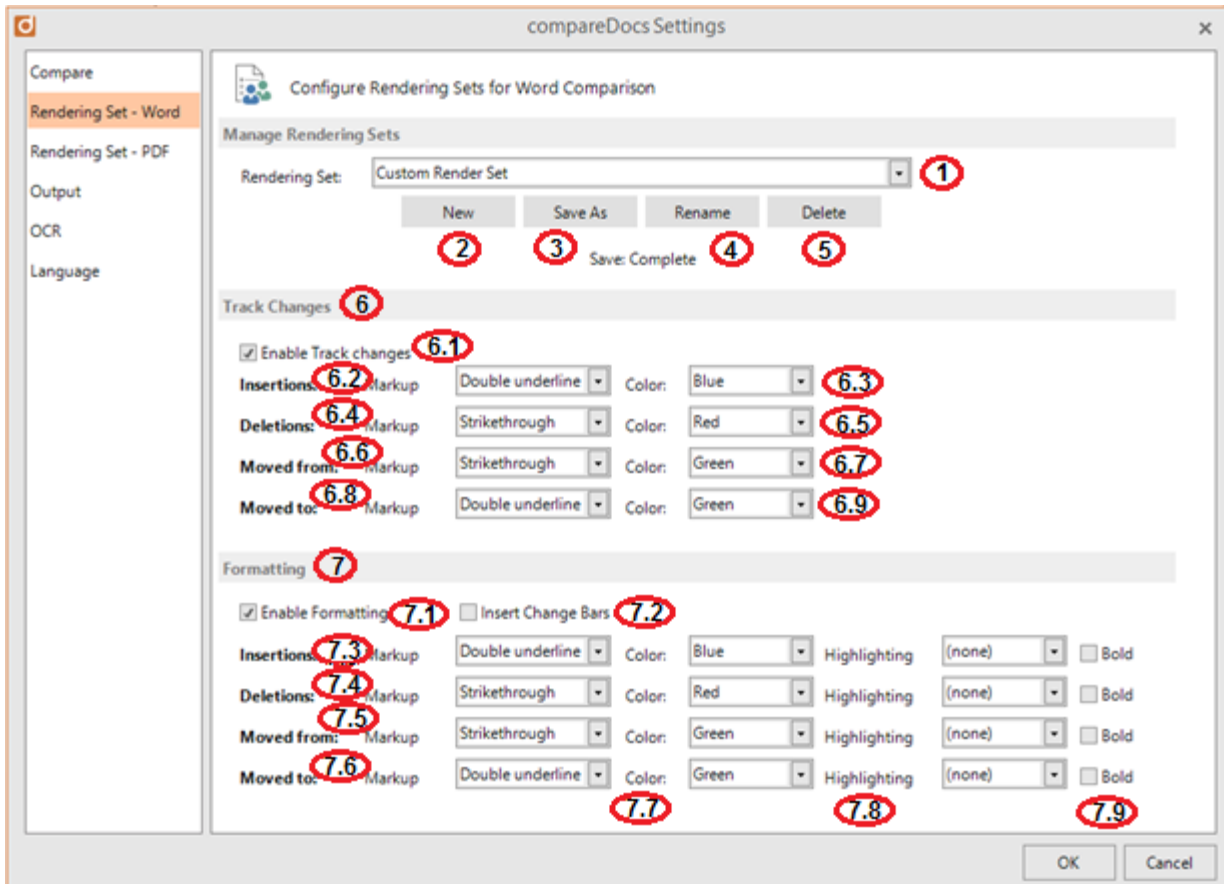 compareDocs Settings
Compare
Rendering Set - Word
Rendering Set - PDF
Output
OCR
Language
Configure Rendering Sets for Word Comparison
Manage Rendering Sets
Rendering Set: Custom Render Set 1
New Save As Rename Delete
2 3 Save: Complete 4 5
Track Changes 6
Enable Track changes 6.1
Insertions: 6.2 Markup Double underline Color: Blue 6.3
Deletions: 6.4 Markup Strikethrough Color: Red 6.5
Moved from: 6.6 Markup Strikethrough Color: Green 6.7
Moved to: 6.8 Markup Double underline Color: Green 6.9
Formatting 7
Enable Formatting 7.1 Insert Change Bars 7.2
Insertions: 7.3 Markup Double underline Color: Blue Highlighting (none) Bold
Deletions: 7.4 Markup Strikethrough Color: Red Highlighting (none) Bold
Moved from: 7.5 Markup Strikethrough Color: Green Highlighting (none) Bold
Moved to: 7.6 Markup Double underline Color: Green Highlighting (none) Bold
7.7 7.8 7.9
OK Cancel